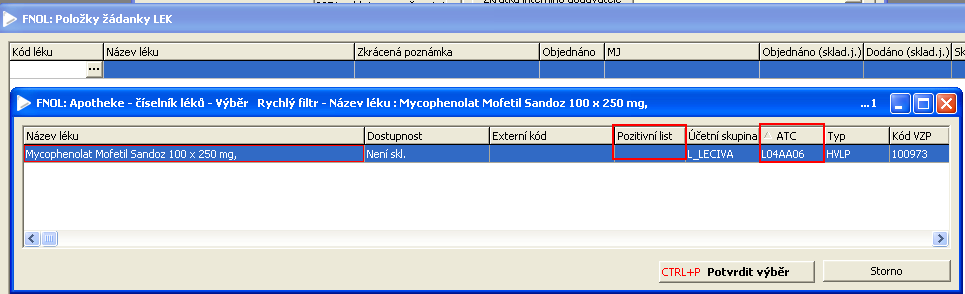 FNOL: Položky žádanky LEK
Kód léku Název léku Zkrácená poznámka Objednáno MJ Objednáno (sklad.j.) Dodáno (sklad.j.) Sk
...
FNOL: Apotheke - číselník léků - Výběr Rychlý filtr - Název léku : Mycophenolat Mofetil Sandoz 100 x 250 mg, ...1
Název léku Dostupnost Externí kód Pozitivní list Účetní skupina ATC Typ Kód VZP
Mycophenolat Mofetil Sandoz 100 x 250 mg, Není skl. L_LECIVA L04AA06 HVLP 100973
CTRL+P Potvrdit výběr Storno